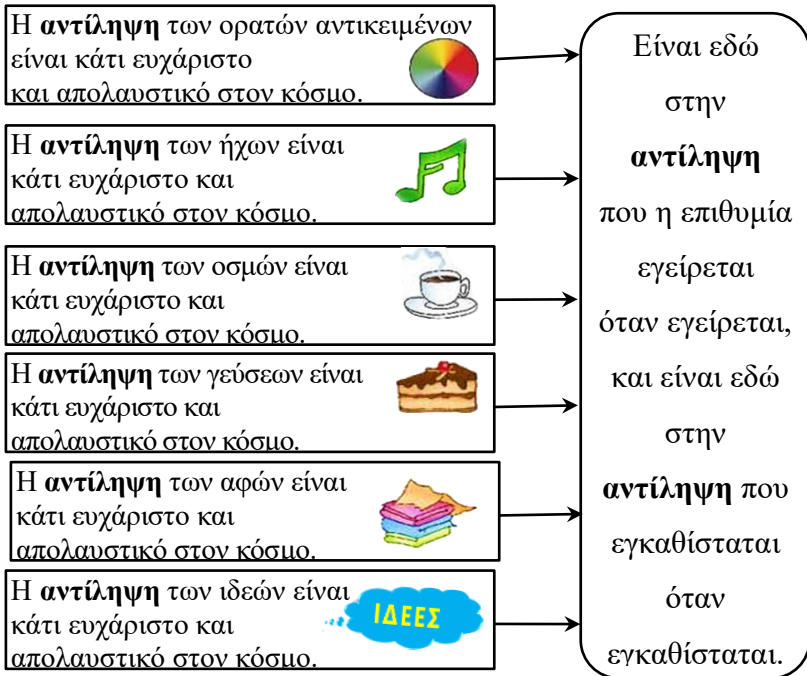 Η αντίληψη των ορατών αντικειμένων
είναι κάτι ευχάριστο
και απολαυστικό στον κόσμο.
Η αντίληψη των ήχων είναι
κάτι ευχάριστο και
απολαυστικό στον κόσμο.
Η αντίληψη των οσμών είναι
κάτι ευχάριστο και
απολαυστικό στον κόσμο.
Η αντίληψη των γεύσεων είναι
κάτι ευχάριστο και
απολαυστικό στον κόσμο.
Η αντίληψη των αφών είναι
κάτι ευχάριστο και
απολαυστικό στον κόσμο.
Η αντίληψη των ιδεών είναι
κάτι ευχάριστο και
απολαυστικό στον κόσμο.
ΙΔΕΕΣ
Είναι εδώ
στην
αντίληψη
που η επιθυμία
εγείρεται
όταν εγείρεται,
και είναι εδώ
στην
αντίληψη που
εγκαθίσταται
όταν
εγκαθίσταται.